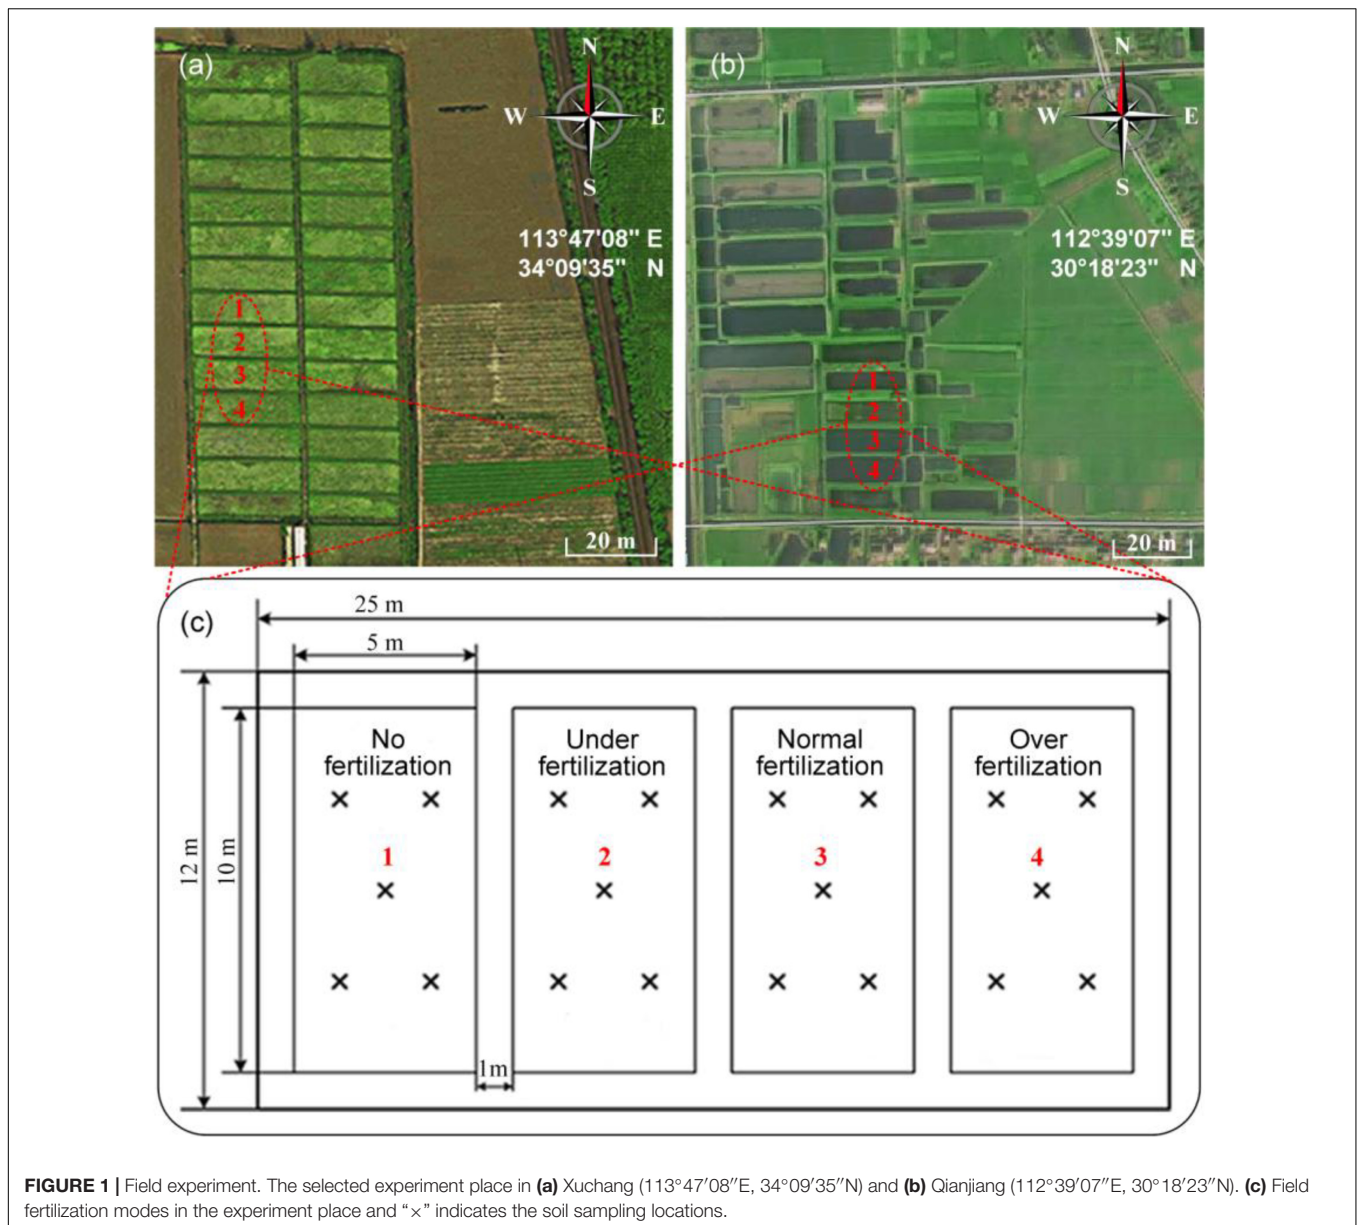 (a)
N
W E
S
113°47'08" E
34°09'35" N
1
2
3
4
20 m
(b)
N
W E
S
112°39'07" E
30°18'23" N
1
2
3
4
20 m
(c)
25 m
5 m
12 m
10 m
1m
No
fertilization
1
Under
fertilization
2
Normal
fertilization
3
Over
fertilization
4
FIGURE 1 | Field experiment. The selected experiment place in (a) Xuchang (113°47′08″E, 34°09′35″N) and (b) Qianjiang (112°39′07″E, 30°18′23″N). (c) Field
fertilization modes in the experiment place and “×” indicates the soil sampling locations.